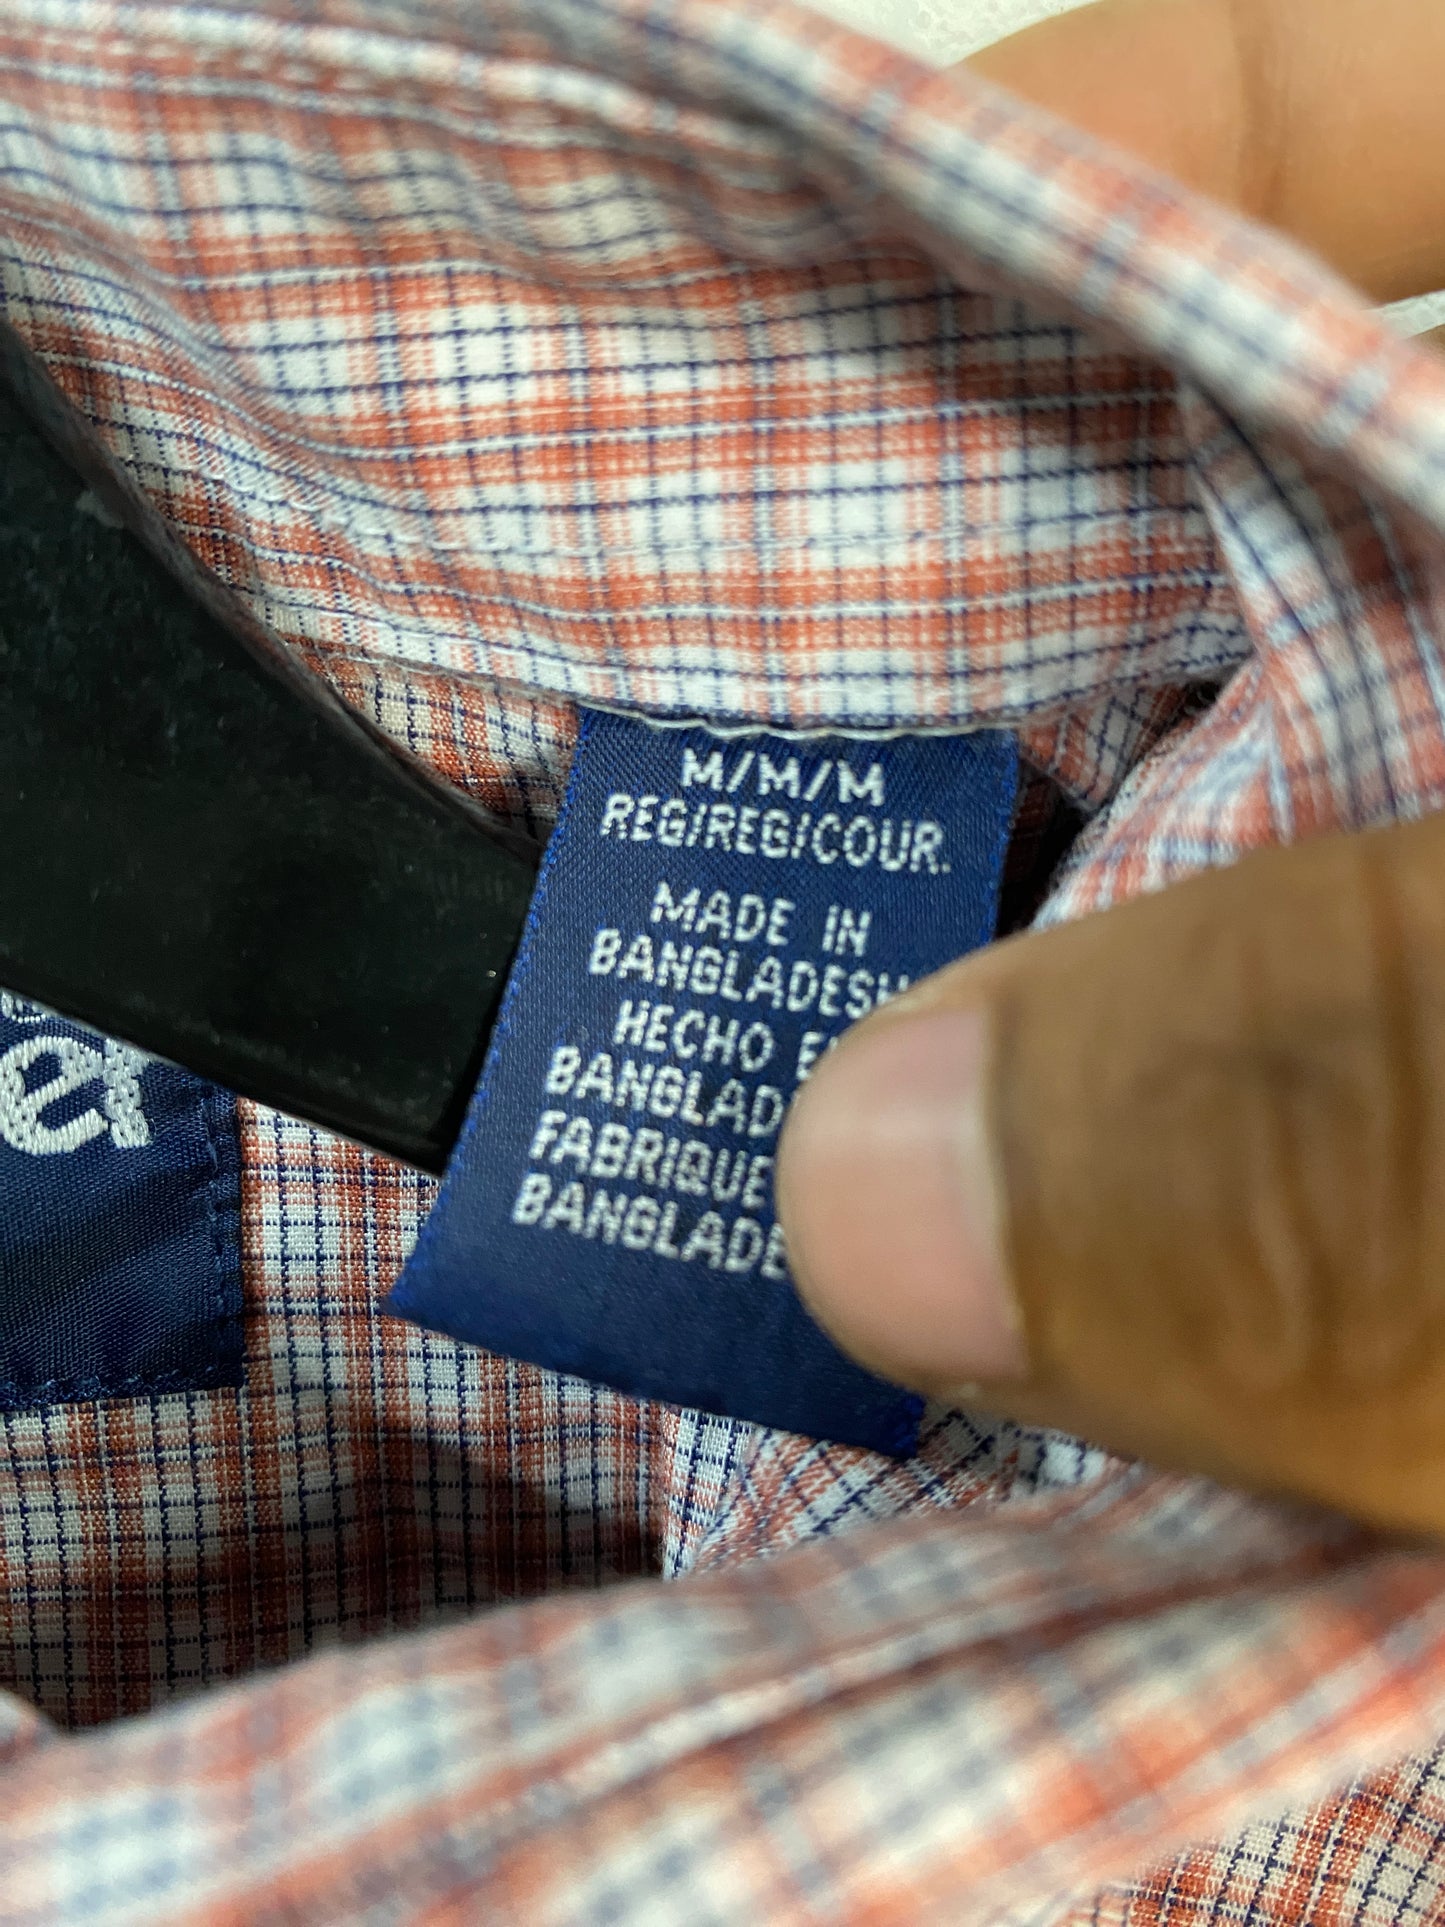 M/M/M
REG/REG/COUR.
MADE IN
BANGLADESH
HECHO E
BANGLAD
FABRIQUE
BANGLADE